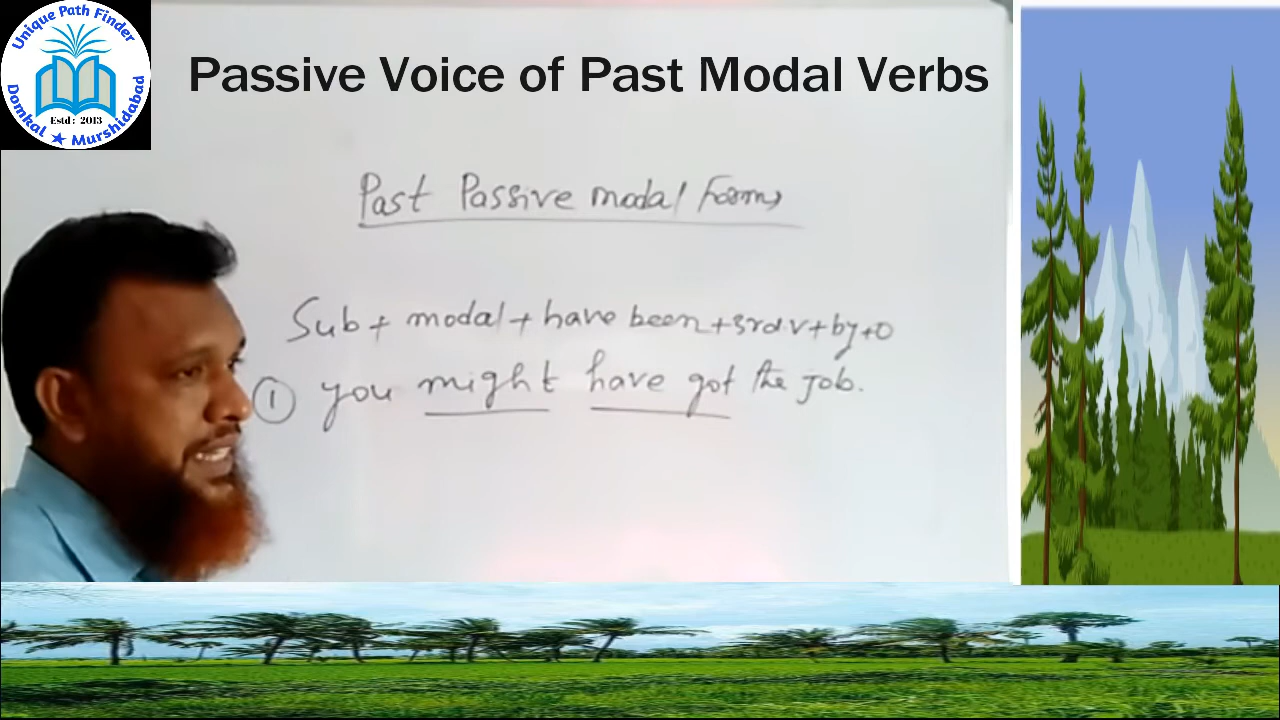 Unique Path Finder
Estd : 2013
Domkal ★ Murshidabad
Passive Voice of Past Modal Verbs
Past Passive modal forms
Sub + modal + have been + 3rd v + by + O
① you might have got the job.